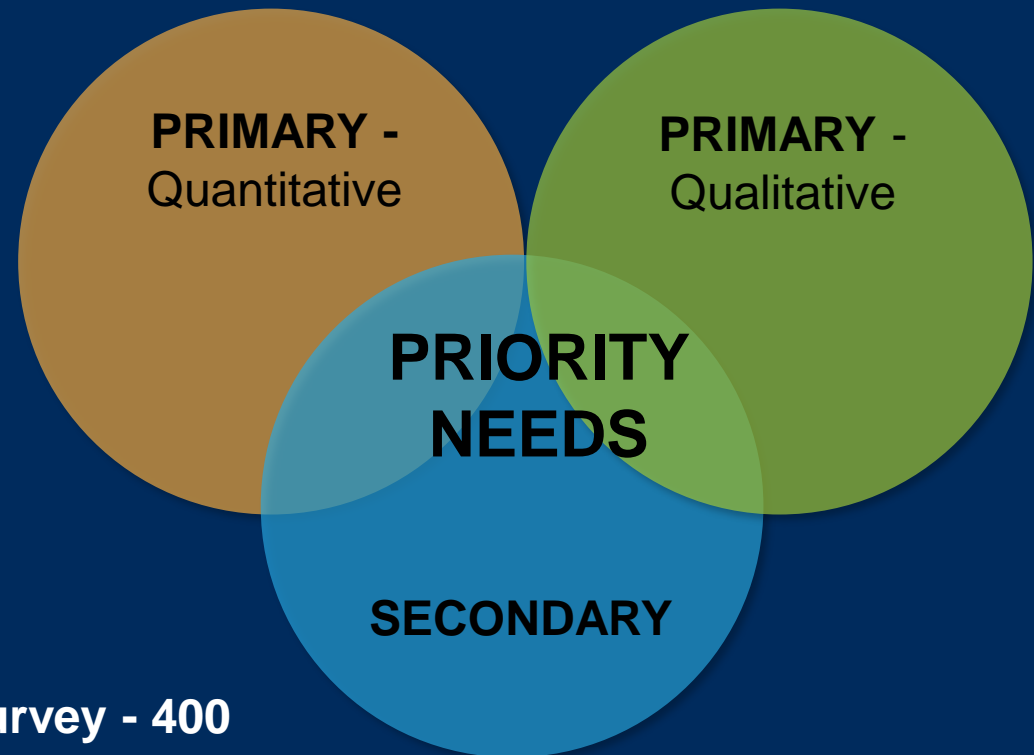 PRIMARY -
Quantitative
PRIMARY -
Qualitative
PRIORITY
NEEDS
SECONDARY
urvey - 400